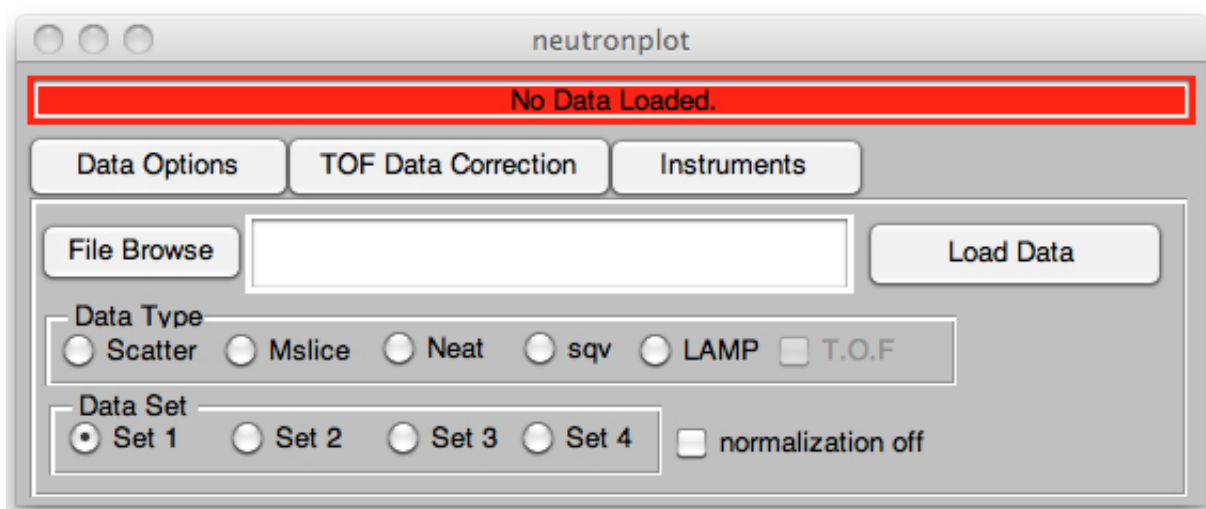 neutronplot
No Data Loaded.
Data Options TOF Data Correction Instruments
File Browse Load Data
Data Type
Scatter Mslice Neat sqv LAMP T.O.F
Data Set
Set 1 Set 2 Set 3 Set 4 normalization off